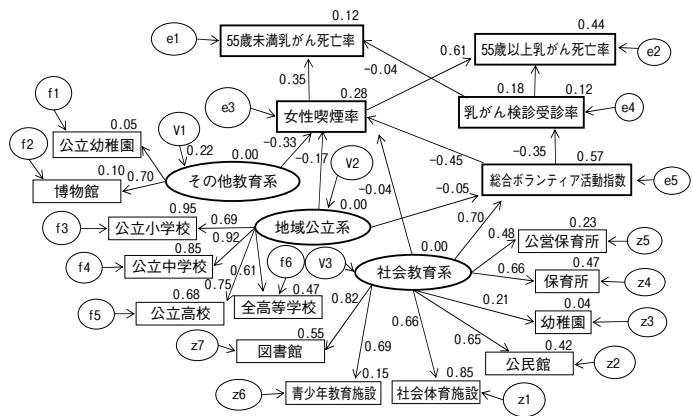 0.12
e1
55歳未満乳がん死亡率
0.44
55歳以上乳がん死亡率
e2
0.61
0.35
-0.04
0.18
0.28
女性喫煙率
e3
0.12
乳がん検診受診率
e4
f1
f2
0.05
公立幼稚園
V1
0.22
-0.33
-0.17
V2
-0.45
-0.35
0.57
総合ボランティア活動指数
e5
0.10
0.70
博物館
0.00
その他教育系
-0.04
-0.05
0.00
地域公立系
0.95
0.69
f3
公立小学校
0.92
0.70
0.23
0.48
公営保育所
z5
0.85
f4
公立中学校
0.75
0.61
f6
V3
0.00
社会教育系
0.66
0.47
保育所
z4
0.68
f5
公立高校
0.47
全高等学校
0.82
0.66
0.21
0.04
幼稚園
z3
z7
0.55
図書館
0.69
0.65
0.42
公民館
z2
z6
0.15
青少年教育施設
0.85
社会体育施設
z1